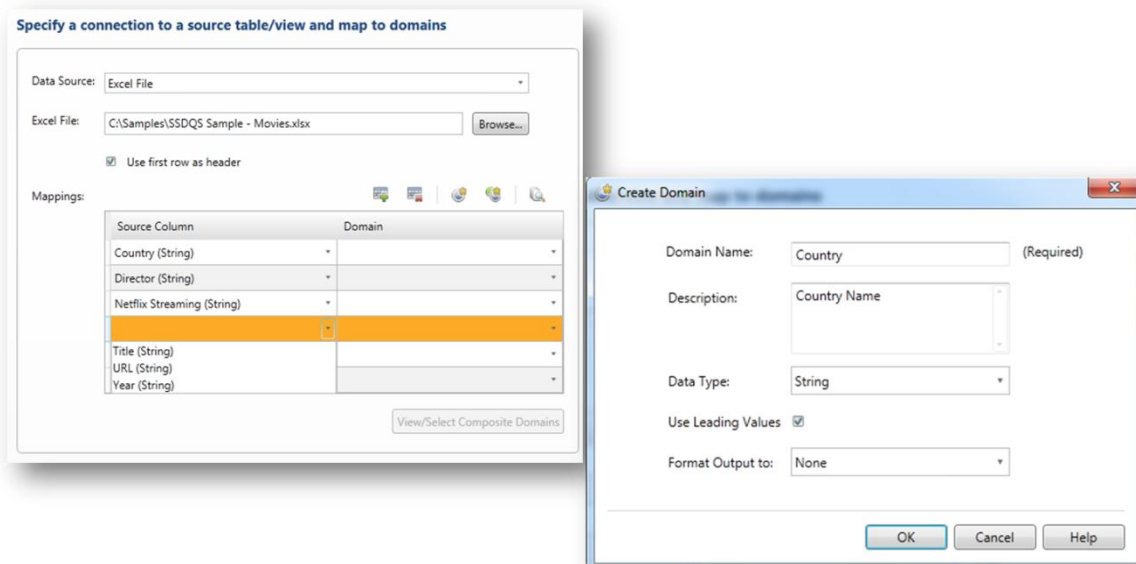 Specify a connection to a source table/view and map to domains
Data Source: Excel File
Excel File: C:\Samples\SSDQS Sample - Movies.xlsx Browse...
Use first row as header
Mappings:
Source Column Domain
Country (String)
Director (String)
Netflix Streaming (String)
Title (String)
URL (String)
Year (String)
View/Select Composite Domains
Create Domain
Domain Name: Country (Required)
Description: Country Name
Data Type: String
Use Leading Values
Format Output to: None
OK Cancel Help